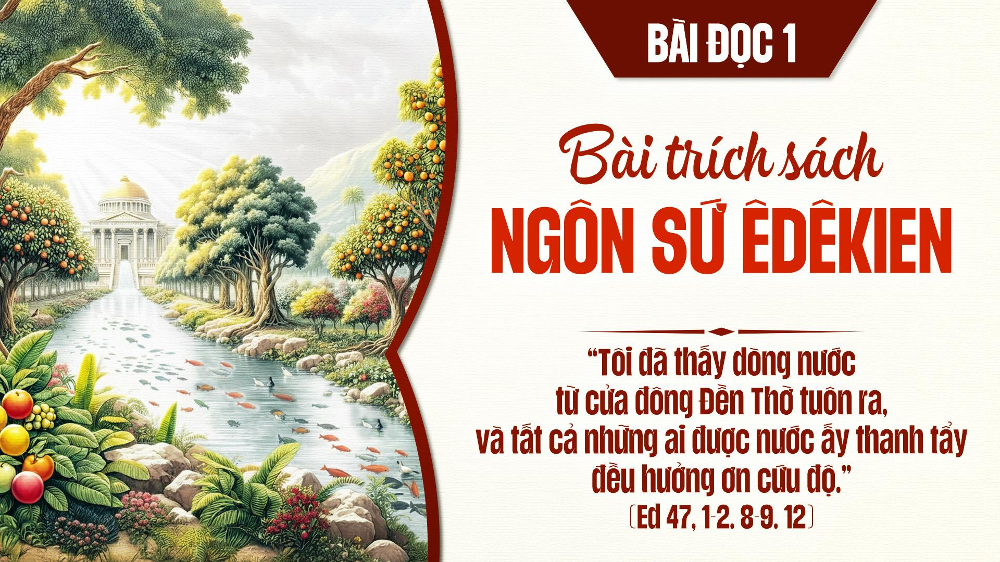 BÀI ĐỌC 1
Bài trích sách
NGÔN SỨ ÊDÊKIEN
“Tôi đã thấy dòng nước
từ cửa đông Đền Thờ tuôn ra,
và tất cả những ai được nước ấy thanh tẩy
đều hưởng ơn cứu độ.”
(Ed 47, 1-2. 8-9. 12)